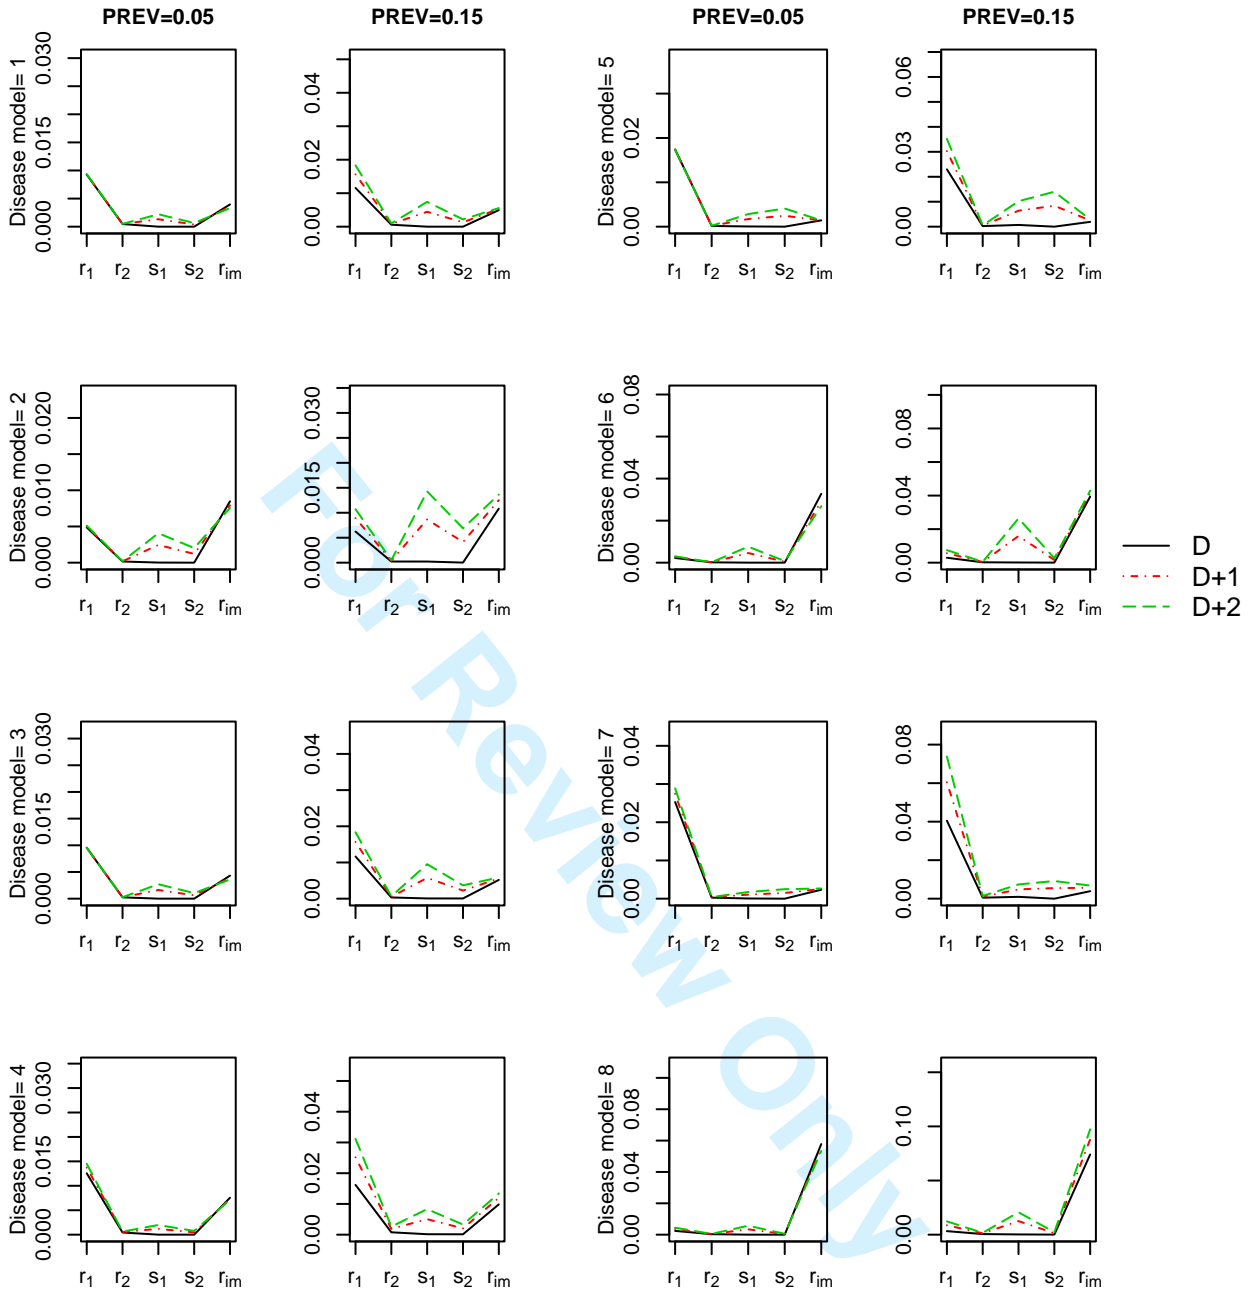 PREV=0.05 PREV=0.15 PREV=0.05 PREV=0.15
Disease model= 1
0.000 0.015 0.030
r1 r2 s1 s2 rim
0.00 0.02 0.04
r1 r2 s1 s2 rim
Disease model= 5
0.00 0.02
r1 r2 s1 s2 rim
0.00 0.03 0.06
r1 r2 s1 s2 rim
Disease model= 2
0.000 0.010 0.020
r1 r2 s1 s2 rim
0.000 0.015 0.030
r1 r2 s1 s2 rim
Disease model= 6
0.00 0.04 0.08
r1 r2 s1 s2 rim
0.00 0.04 0.08
r1 r2 s1 s2 rim
D
D+1
D+2
Disease model= 3
0.000 0.015 0.030
r1 r2 s1 s2 rim
0.00 0.02 0.04
r1 r2 s1 s2 rim
Disease model= 7
0.00 0.02 0.04
r1 r2 s1 s2 rim
0.00 0.04 0.08
r1 r2 s1 s2 rim
Disease model= 4
0.000 0.015 0.030
r1 r2 s1 s2 rim
0.00 0.02 0.04
r1 r2 s1 s2 rim
Disease model= 8
0.00 0.04 0.08
r1 r2 s1 s2 rim
0.00 0.10
r1 r2 s1 s2 rim
For Review Only